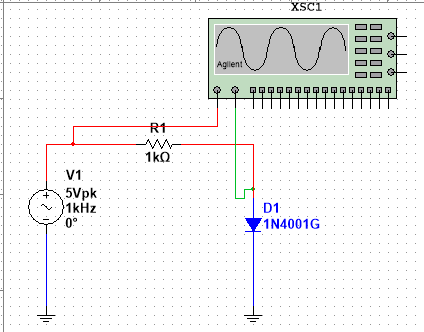 XSC1
Agilent
R1
1kΩ
V1
5Vpk
1kHz
0°
D1
1N4001G